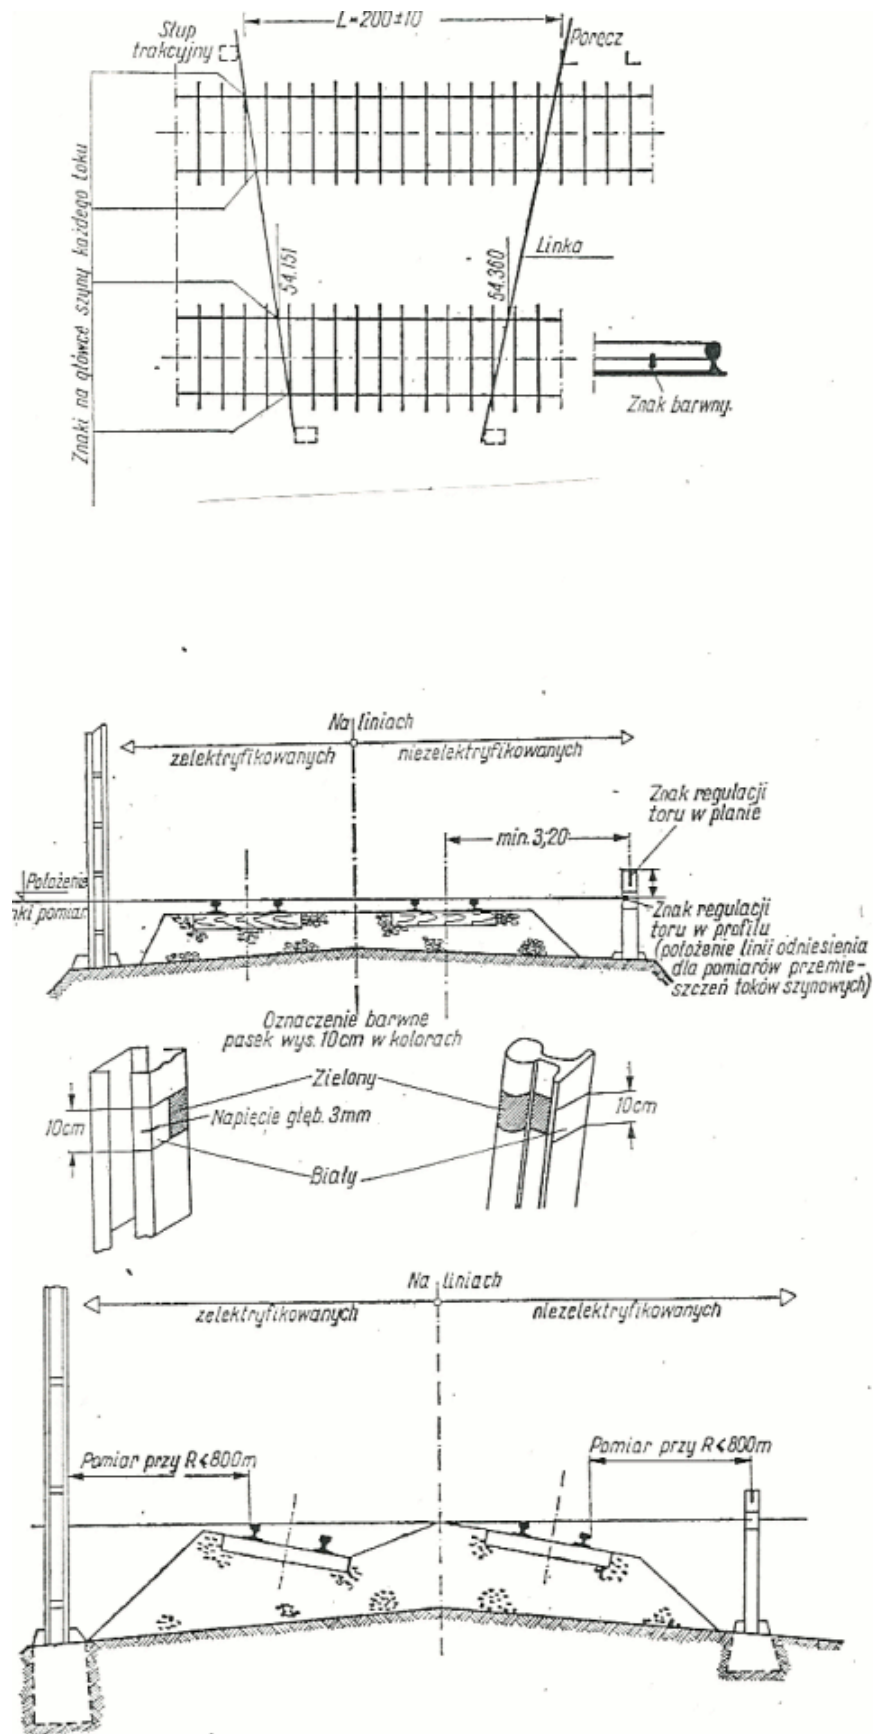 L=200±10
Słup
trakcyjny
Poręcz
Znaki na główce szyny każdego toku
54.151
54.360
Linka
Znak barwny.
Na liniach
zelektryfikowanych
niezelektryfikowanych
Znak regulacji
toru w planie
min. 3,20
Położenie
nki pomiar.
Znak regulacji
toru w profilu
(położenie linii odniesienia
dla pomiarów przemie-
szczeń toków szynowych)
Oznaczenie barwne
pasek wys. 10cm w kolorach
Zielony
10cm
Napięcie głęb. 3mm
10cm
Biały
Na liniach
zelektryfikowanych
niezelektryfikowanych
Pomiar przy R<800m
Pomiar przy R<800m